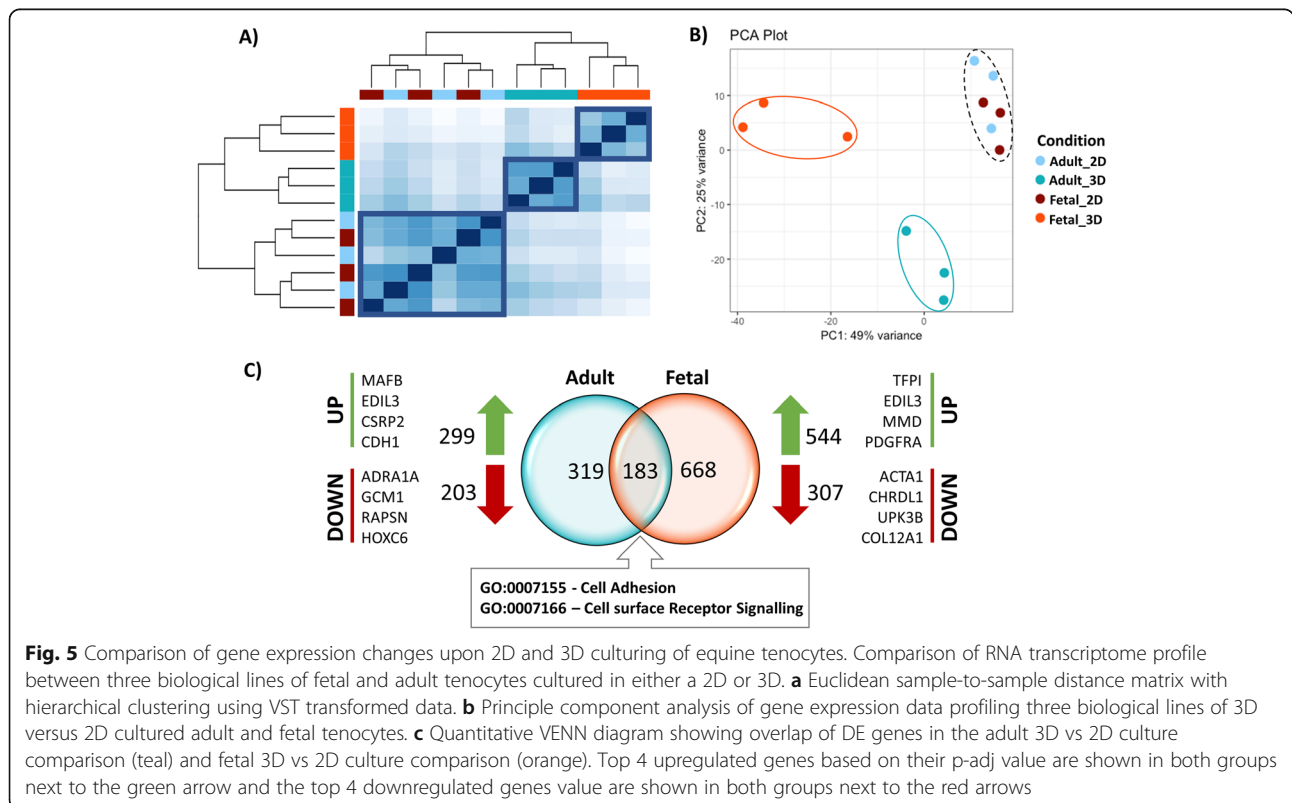 A)
B)
PCA Plot
10
0
-10
-20
PC2: 25% variance
-40
-20
0
PC1: 49% variance
Condition
Adult_2D
Adult_3D
Fetal_2D
Fetal_3D
C)
UP
MAFB
EDIL3
CSRP2
CDH1
299
DOWN
ADRA1A
GCM1
RAPSN
HOXC6
203
Adult
Fetal
319
183
668
544
TFPI
EDIL3
MMD
PDGFRA
UP
307
ACTA1
CHRDL1
UPK3B
COL12A1
DOWN
GO:0007155 - Cell Adhesion
GO:0007166 – Cell surface Receptor Signalling
Fig. 5 Comparison of gene expression changes upon 2D and 3D culturing of equine tenocytes. Comparison of RNA transcriptome profile
between three biological lines of fetal and adult tenocytes cultured in either a 2D or 3D. a Euclidean sample-to-sample distance matrix with
hierarchical clustering using VST transformed data. b Principle component analysis of gene expression data profiling three biological lines of 3D
versus 2D cultured adult and fetal tenocytes. c Quantitative VENN diagram showing overlap of DE genes in the adult 3D vs 2D culture
comparison (teal) and fetal 3D vs 2D culture comparison (orange). Top 4 upregulated genes based on their p-adj value are shown in both groups
next to the green arrow and the top 4 downregulated genes value are shown in both groups next to the red arrows